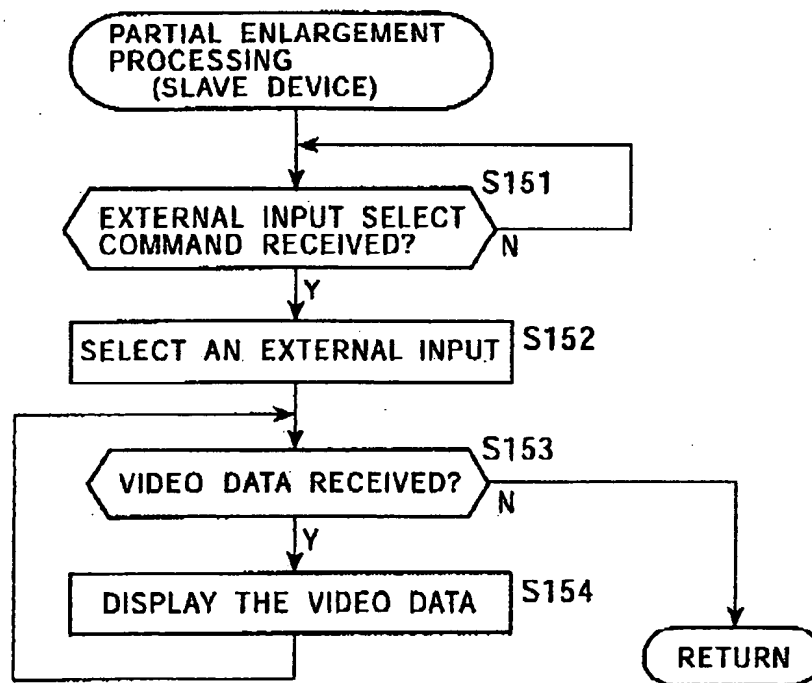 PARTIAL ENLARGEMENT
PROCESSING
(SLAVE DEVICE)
S151
EXTERNAL INPUT SELECT
COMMAND RECEIVED?
N
Y
SELECT AN EXTERNAL INPUT
S152
S153
VIDEO DATA RECEIVED?
N
Y
DISPLAY THE VIDEO DATA
S154
RETURN